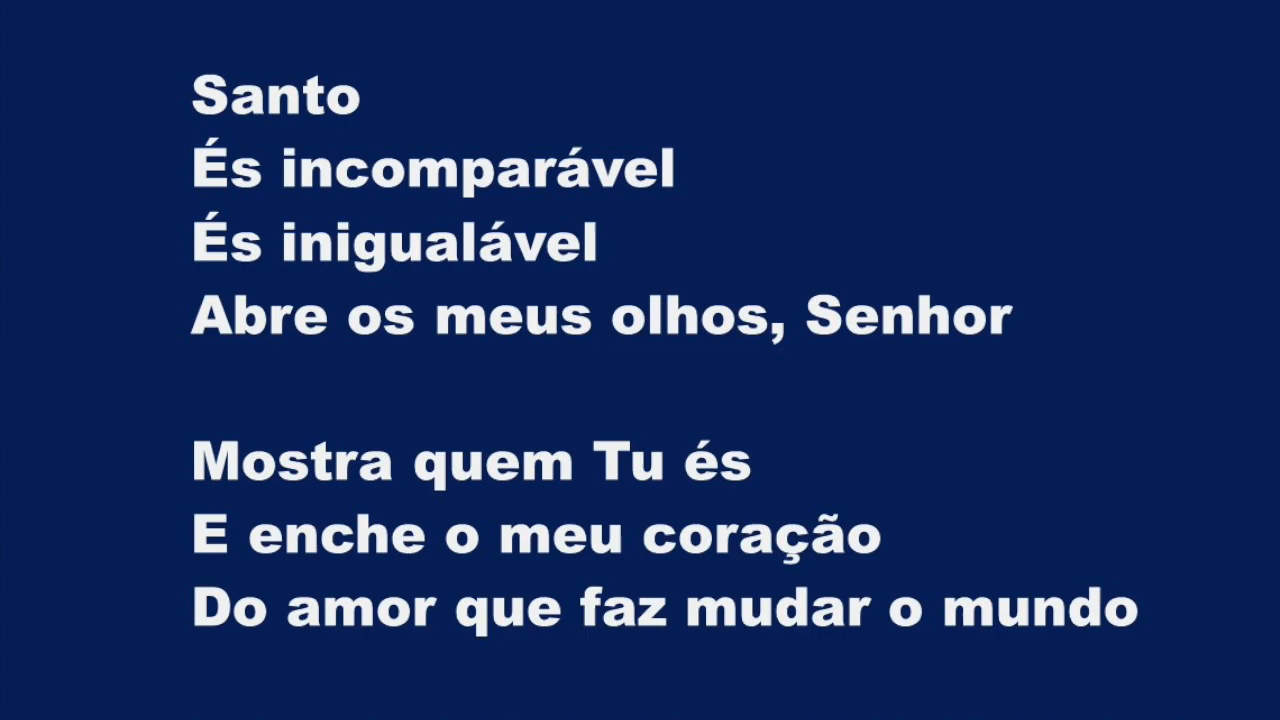 Santo
És incomparável
És inigualável
Abre os meus olhos, Senhor
Mostra quem Tu és
E enche o meu coração
Do amor que faz mudar o mundo